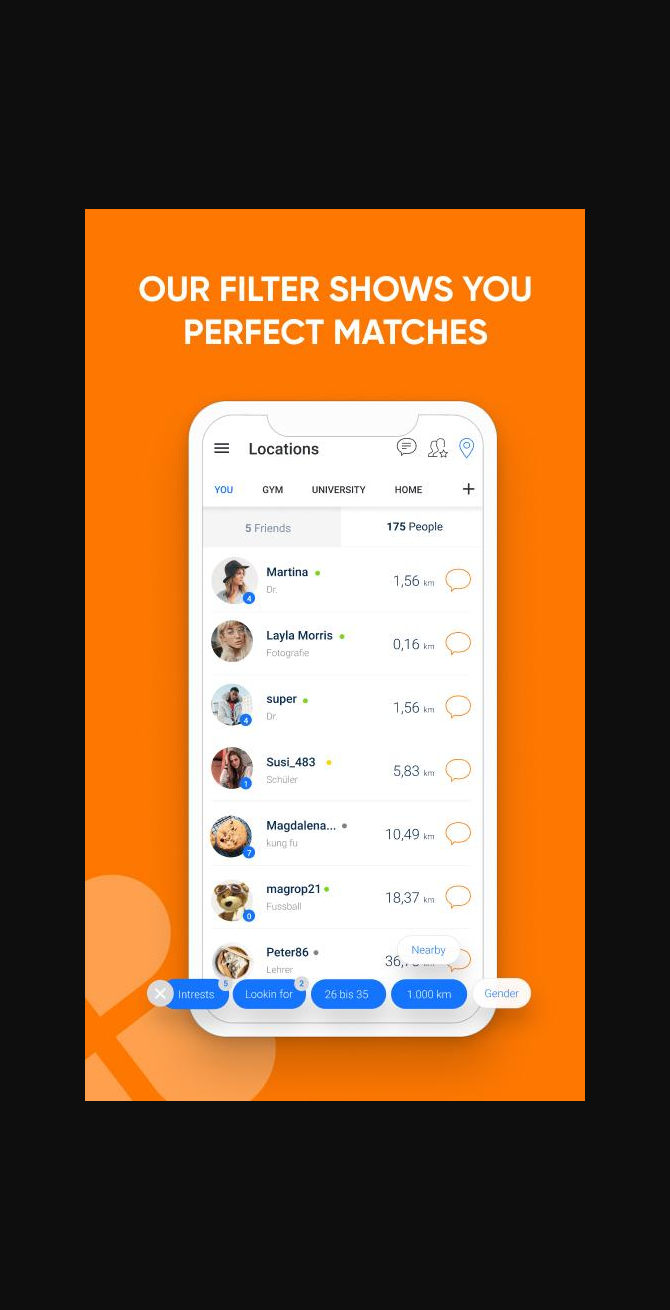 OUR FILTER SHOWS YOU
PERFECT MATCHES
Locations
YOU GYM UNIVERSITY HOME +
5 Friends 175 People
Martina
1,56 km
Dr.
4
Layla Morris
0,16 km
Fotografie
super
1,56 km
Dr.
4
Susi_483
5,83 km
Schüler
1
Magdalena...
10,49 km
kung fu
7
magrop21
18,37 km
Fussball
0
Nearby
Peter86
Lehrer
Intrests 5 Lookin for 2 26 bis 35 1.000 km Gender